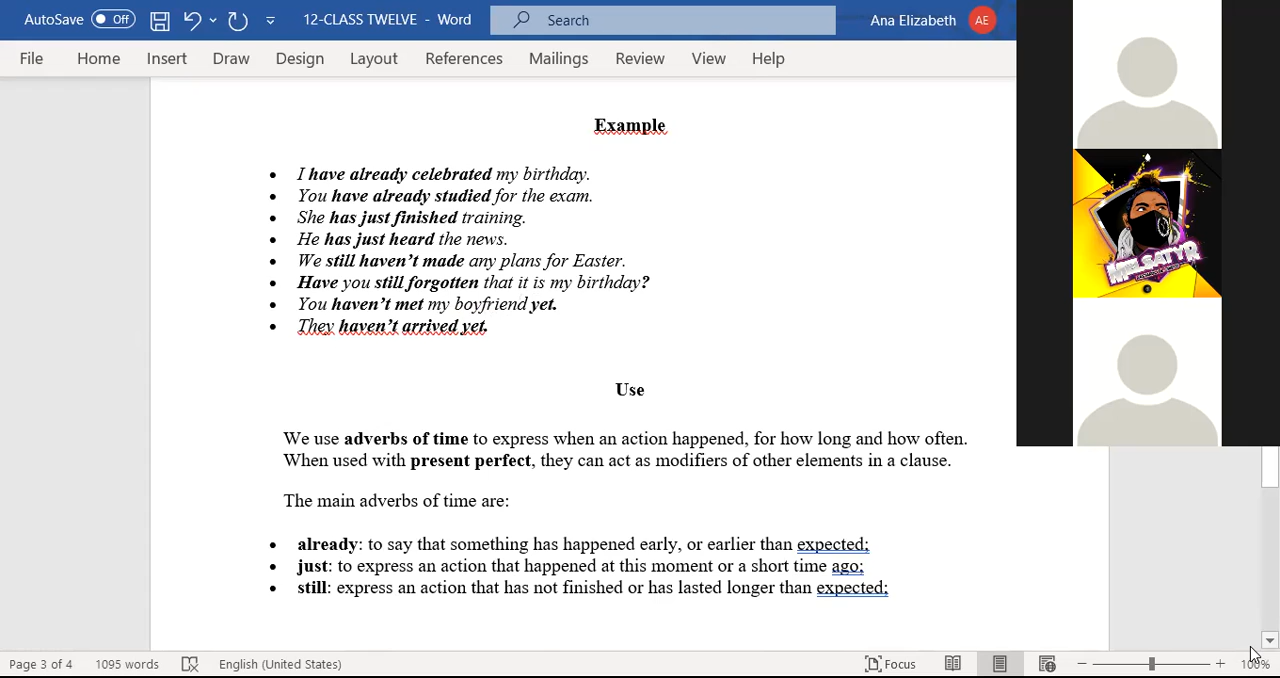 AutoSave Off 12-CLASS TWELVE - Word Search Ana Elizabeth AE
File Home Insert Draw Design Layout References Mailings Review View Help
Example
• I have already celebrated my birthday.
• You have already studied for the exam.
• She has just finished training.
• He has just heard the news.
• We still haven’t made any plans for Easter.
• Have you still forgotten that it is my birthday?
• You haven’t met my boyfriend yet.
• They haven’t arrived yet.
MELSATYR
Use
We use adverbs of time to express when an action happened, for how long and how often.
When used with present perfect, they can act as modifiers of other elements in a clause.
The main adverbs of time are:
• already: to say that something has happened early, or earlier than expected;
• just: to express an action that happened at this moment or a short time ago;
• still: express an action that has not finished or has lasted longer than expected;
Page 3 of 4 1095 words English (United States) Focus 100%